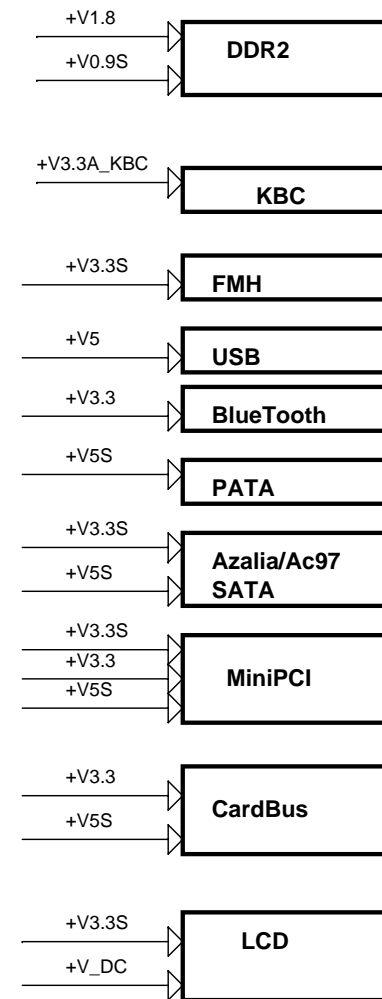 +V1.8
DDR2
+V0.9S
+V3.3A_KBC
KBC
+V3.3S
FMH
+V5
USB
+V3.3
BlueTooth
+V5S
PATA
+V3.3S
Azalia/Ac97
+V5S
SATA
+V3.3S
+V3.3
MiniPCI
+V5S
+V3.3
CardBus
+V5S
+V3.3S
LCD
+V_DC